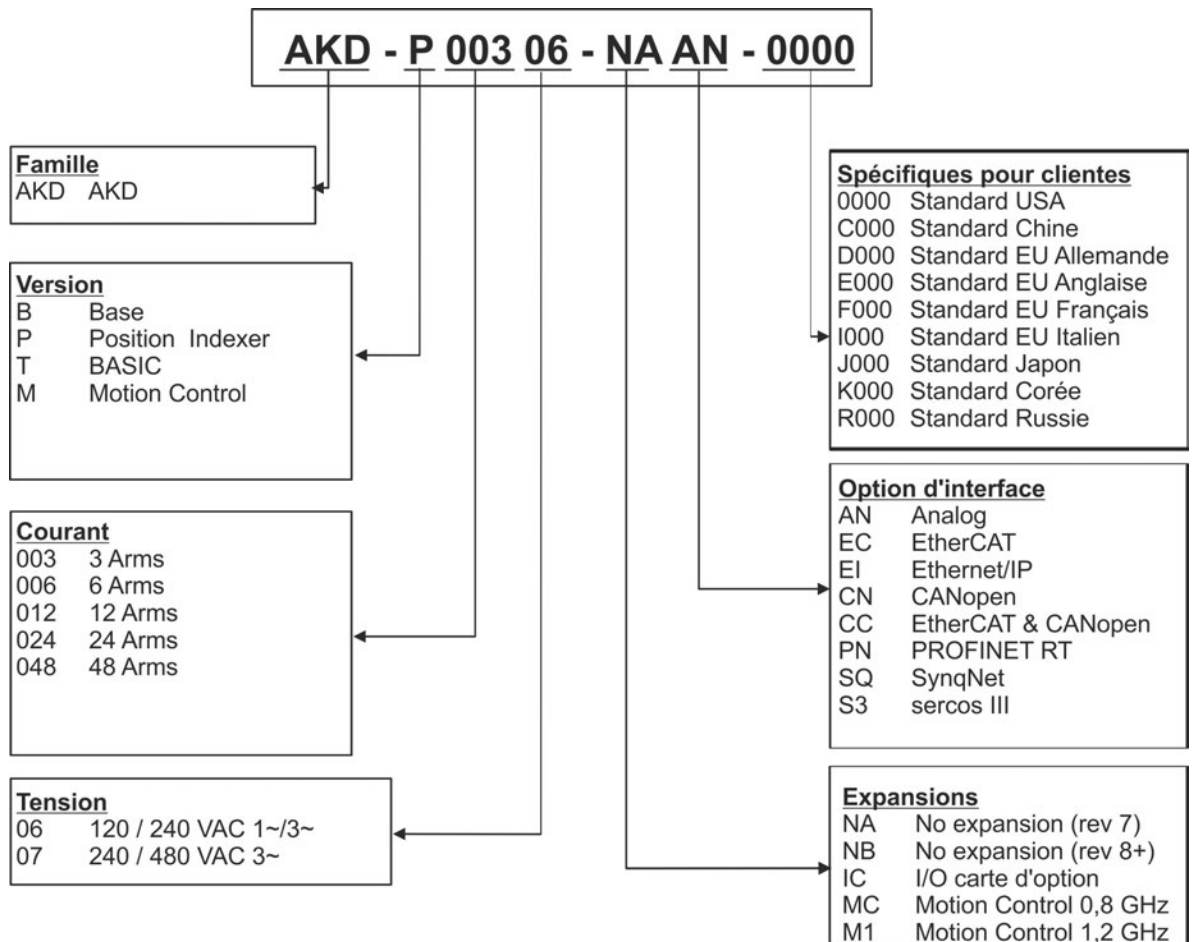 AKD - P 003 06 - NA AN - 0000
Famille
AKD AKD
Version
B Base
P Position Indexer
T BASIC
M Motion Control
Courant
003 3 Arms
006 6 Arms
012 12 Arms
024 24 Arms
048 48 Arms
Tension
06 120 / 240 VAC 1~/3~
07 240 / 480 VAC 3~
Spécifiques pour clientes
0000 Standard USA
C000 Standard Chine
D000 Standard EU Allemande
E000 Standard EU Anglaise
F000 Standard EU Français
I000 Standard EU Italien
J000 Standard Japon
K000 Standard Corée
R000 Standard Russie
Option d'interface
AN Analog
EC EtherCAT
EI Ethernet/IP
CN CANopen
CC EtherCAT & CANopen
PN PROFINET RT
SQ SynqNet
S3 sercos III
Expansions
NA No expansion (rev 7)
NB No expansion (rev 8+)
IC I/O carte d'option
MC Motion Control 0,8 GHz
M1 Motion Control 1,2 GHz